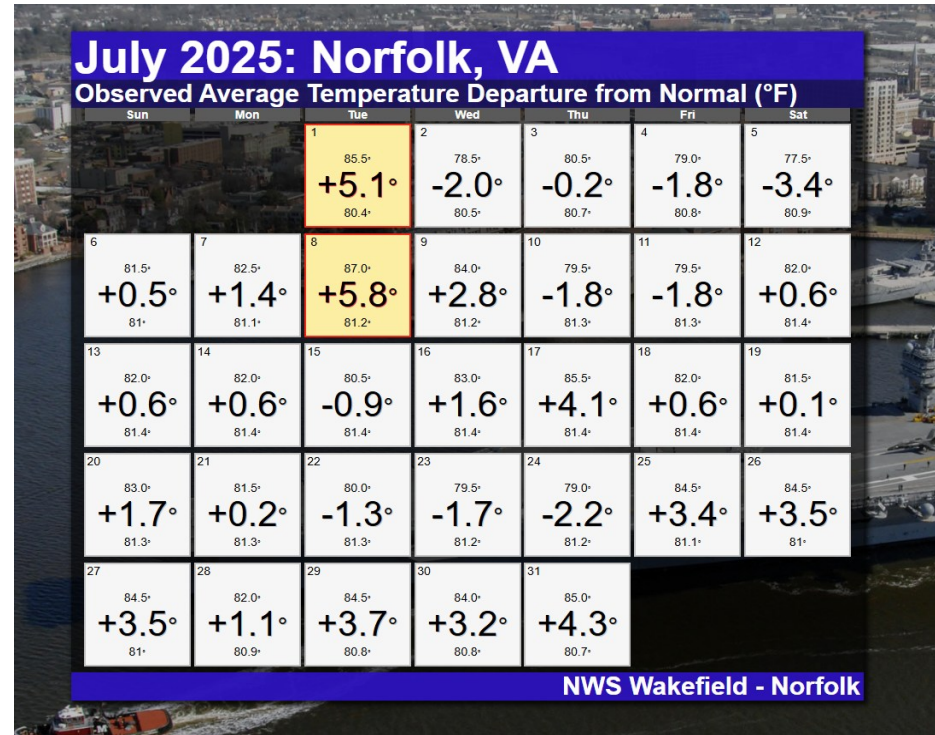 July 2025: Norfolk, VA
Observed Average Temperature Departure from Normal (°F)
Sun Mon Tue Wed Thu Fri Sat
1 2 3 4 5
85.5° 78.5° 80.5° 79.0° 77.5°
+5.1° -2.0° -0.2° -1.8° -3.4°
80.4° 80.5° 80.7° 80.8° 80.9°
6 7 8 9 10 11 12
81.5° 82.5° 87.0° 84.0° 79.5° 79.5° 82.0°
+0.5° +1.4° +5.8° +2.8° -1.8° -1.8° +0.6°
81° 81.1° 81.2° 81.2° 81.3° 81.3° 81.4°
13 14 15 16 17 18 19
82.0° 82.0° 80.5° 83.0° 85.5° 82.0° 81.5°
+0.6° +0.6° -0.9° +1.6° +4.1° +0.6° +0.1°
81.4° 81.4° 81.4° 81.4° 81.4° 81.4° 81.4°
20 21 22 23 24 25 26
83.0° 81.5° 80.0° 79.5° 79.0° 84.5° 84.5°
+1.7° +0.2° -1.3° -1.7° -2.2° +3.4° +3.5°
81.3° 81.3° 81.3° 81.2° 81.2° 81.1° 81°
27 28 29 30 31
84.5° 82.0° 84.5° 84.0° 85.0°
+3.5° +1.1° +3.7° +3.2° +4.3°
81° 80.9° 80.8° 80.8° 80.7°
NWS Wakefield - Norfolk